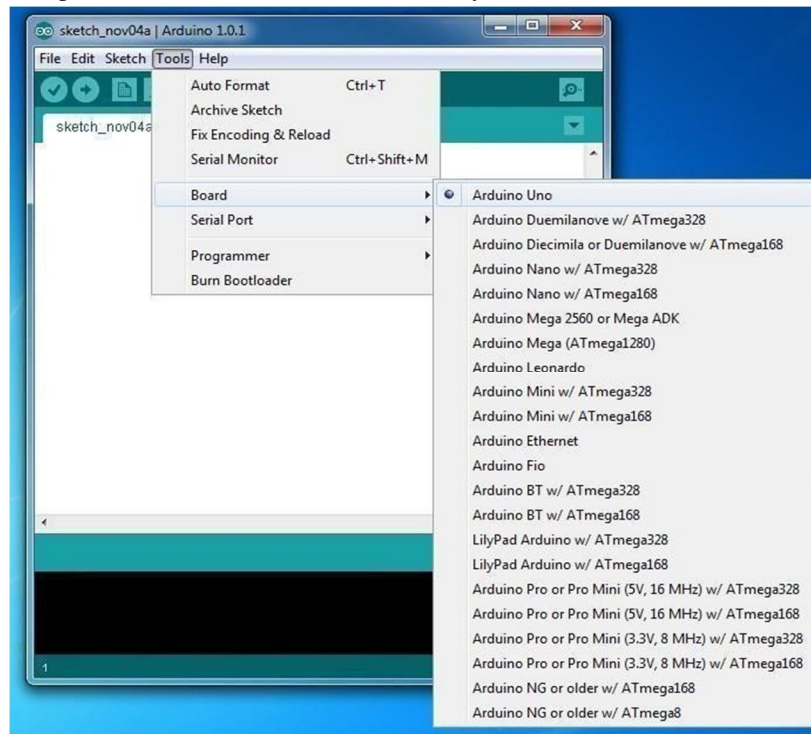 sketch_nov04a | Arduino 1.0.1
File Edit Sketch Tools Help
Auto Format Ctrl+T
Archive Sketch
sketch_nov04a
Fix Encoding & Reload
Serial Monitor Ctrl+Shift+M
Board
Serial Port
Programmer
Burn Bootloader
Arduino Uno
Arduino Duemilanove w/ ATmega328
Arduino Diecimila or Duemilanove w/ ATmega168
Arduino Nano w/ ATmega328
Arduino Nano w/ ATmega168
Arduino Mega 2560 or Mega ADK
Arduino Mega (ATmega1280)
Arduino Leonardo
Arduino Mini w/ ATmega328
Arduino Mini w/ ATmega168
Arduino Ethernet
Arduino Fio
Arduino BT w/ ATmega328
Arduino BT w/ ATmega168
LilyPad Arduino w/ ATmega328
LilyPad Arduino w/ ATmega168
Arduino Pro or Pro Mini (5V, 16 MHz) w/ ATmega328
Arduino Pro or Pro Mini (5V, 16 MHz) w/ ATmega168
Arduino Pro or Pro Mini (3.3V, 8 MHz) w/ ATmega328
Arduino Pro or Pro Mini (3.3V, 8 MHz) w/ ATmega168
Arduino NG or older w/ ATmega168
Arduino NG or older w/ ATmega8
1